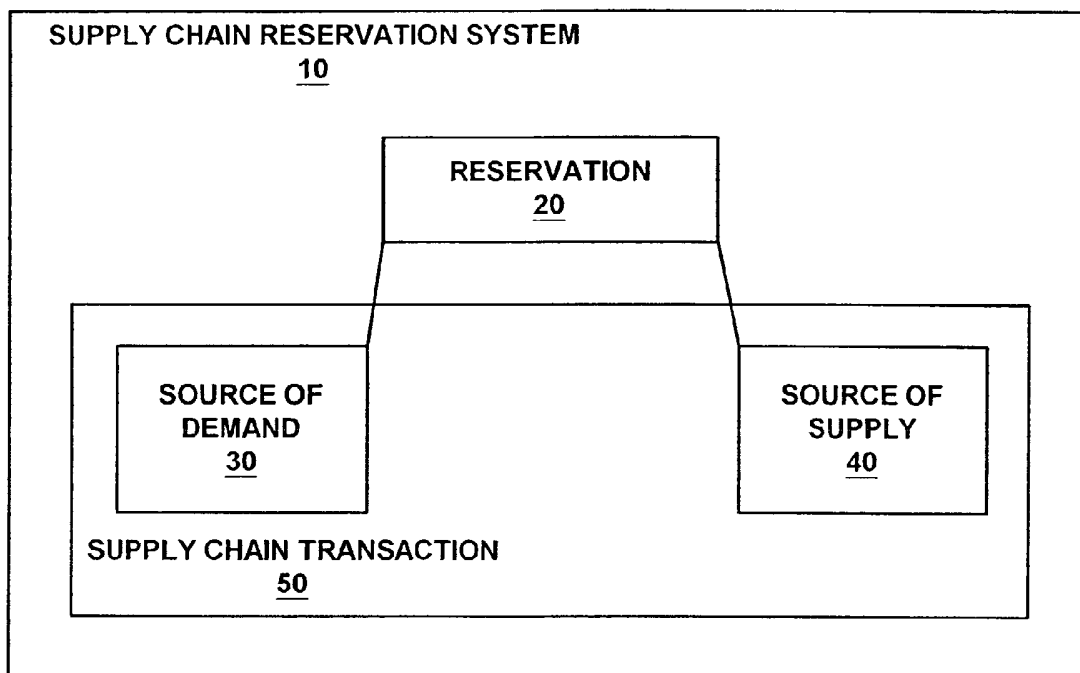 SUPPLY CHAIN RESERVATION SYSTEM
10
RESERVATION
20
SOURCE OF
DEMAND
30
SOURCE OF
SUPPLY
40
SUPPLY CHAIN TRANSACTION
50